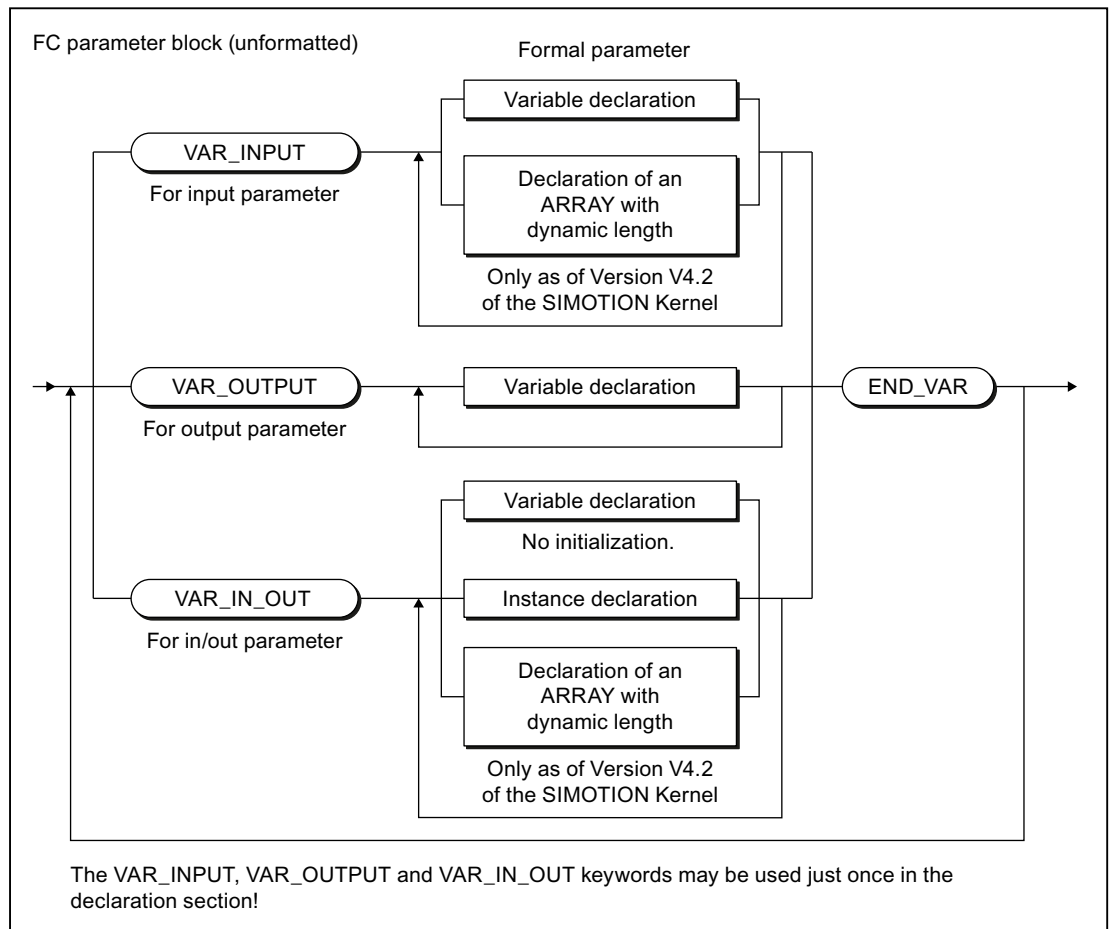 FC parameter block (unformatted)
Formal parameter
Variable declaration
VAR_INPUT
For input parameter
Declaration of an
ARRAY with
dynamic length
Only as of Version V4.2
of the SIMOTION Kernel
VAR_OUTPUT
For output parameter
Variable declaration
END_VAR
Variable declaration
No initialization.
VAR_IN_OUT
For in/out parameter
Instance declaration
Declaration of an
ARRAY with
dynamic length
Only as of Version V4.2
of the SIMOTION Kernel
The VAR_INPUT, VAR_OUTPUT and VAR_IN_OUT keywords may be used just once in the
declaration section!